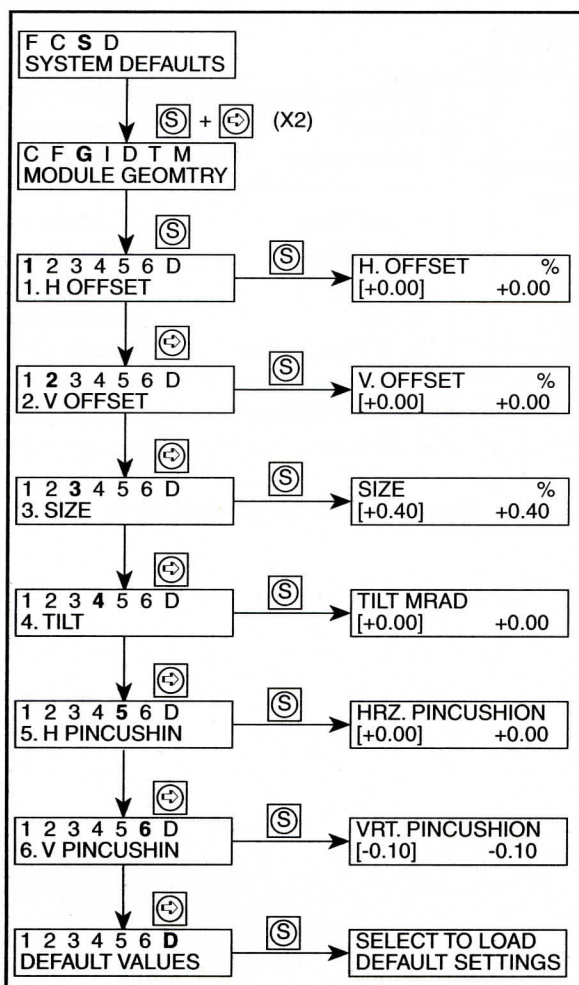 F C S D
SYSTEM DEFAULTS
S + ➪ (X2)
C F G I D T M
MODULE GEOMTRY
S
1 2 3 4 5 6 D
1. H OFFSET
S
H. OFFSET %
[+0.00] +0.00
➪
1 2 3 4 5 6 D
2. V OFFSET
S
V. OFFSET %
[+0.00] +0.00
➪
1 2 3 4 5 6 D
3. SIZE
S
SIZE %
[+0.40] +0.40
➪
1 2 3 4 5 6 D
4. TILT
S
TILT MRAD
[+0.00] +0.00
➪
1 2 3 4 5 6 D
5. H PINCUSHIN
S
HRZ. PINCUSHION
[+0.00] +0.00
➪
1 2 3 4 5 6 D
6. V PINCUSHIN
S
VRT. PINCUSHION
[-0.10] -0.10
➪
1 2 3 4 5 6 D
DEFAULT VALUES
S
SELECT TO LOAD
DEFAULT SETTINGS